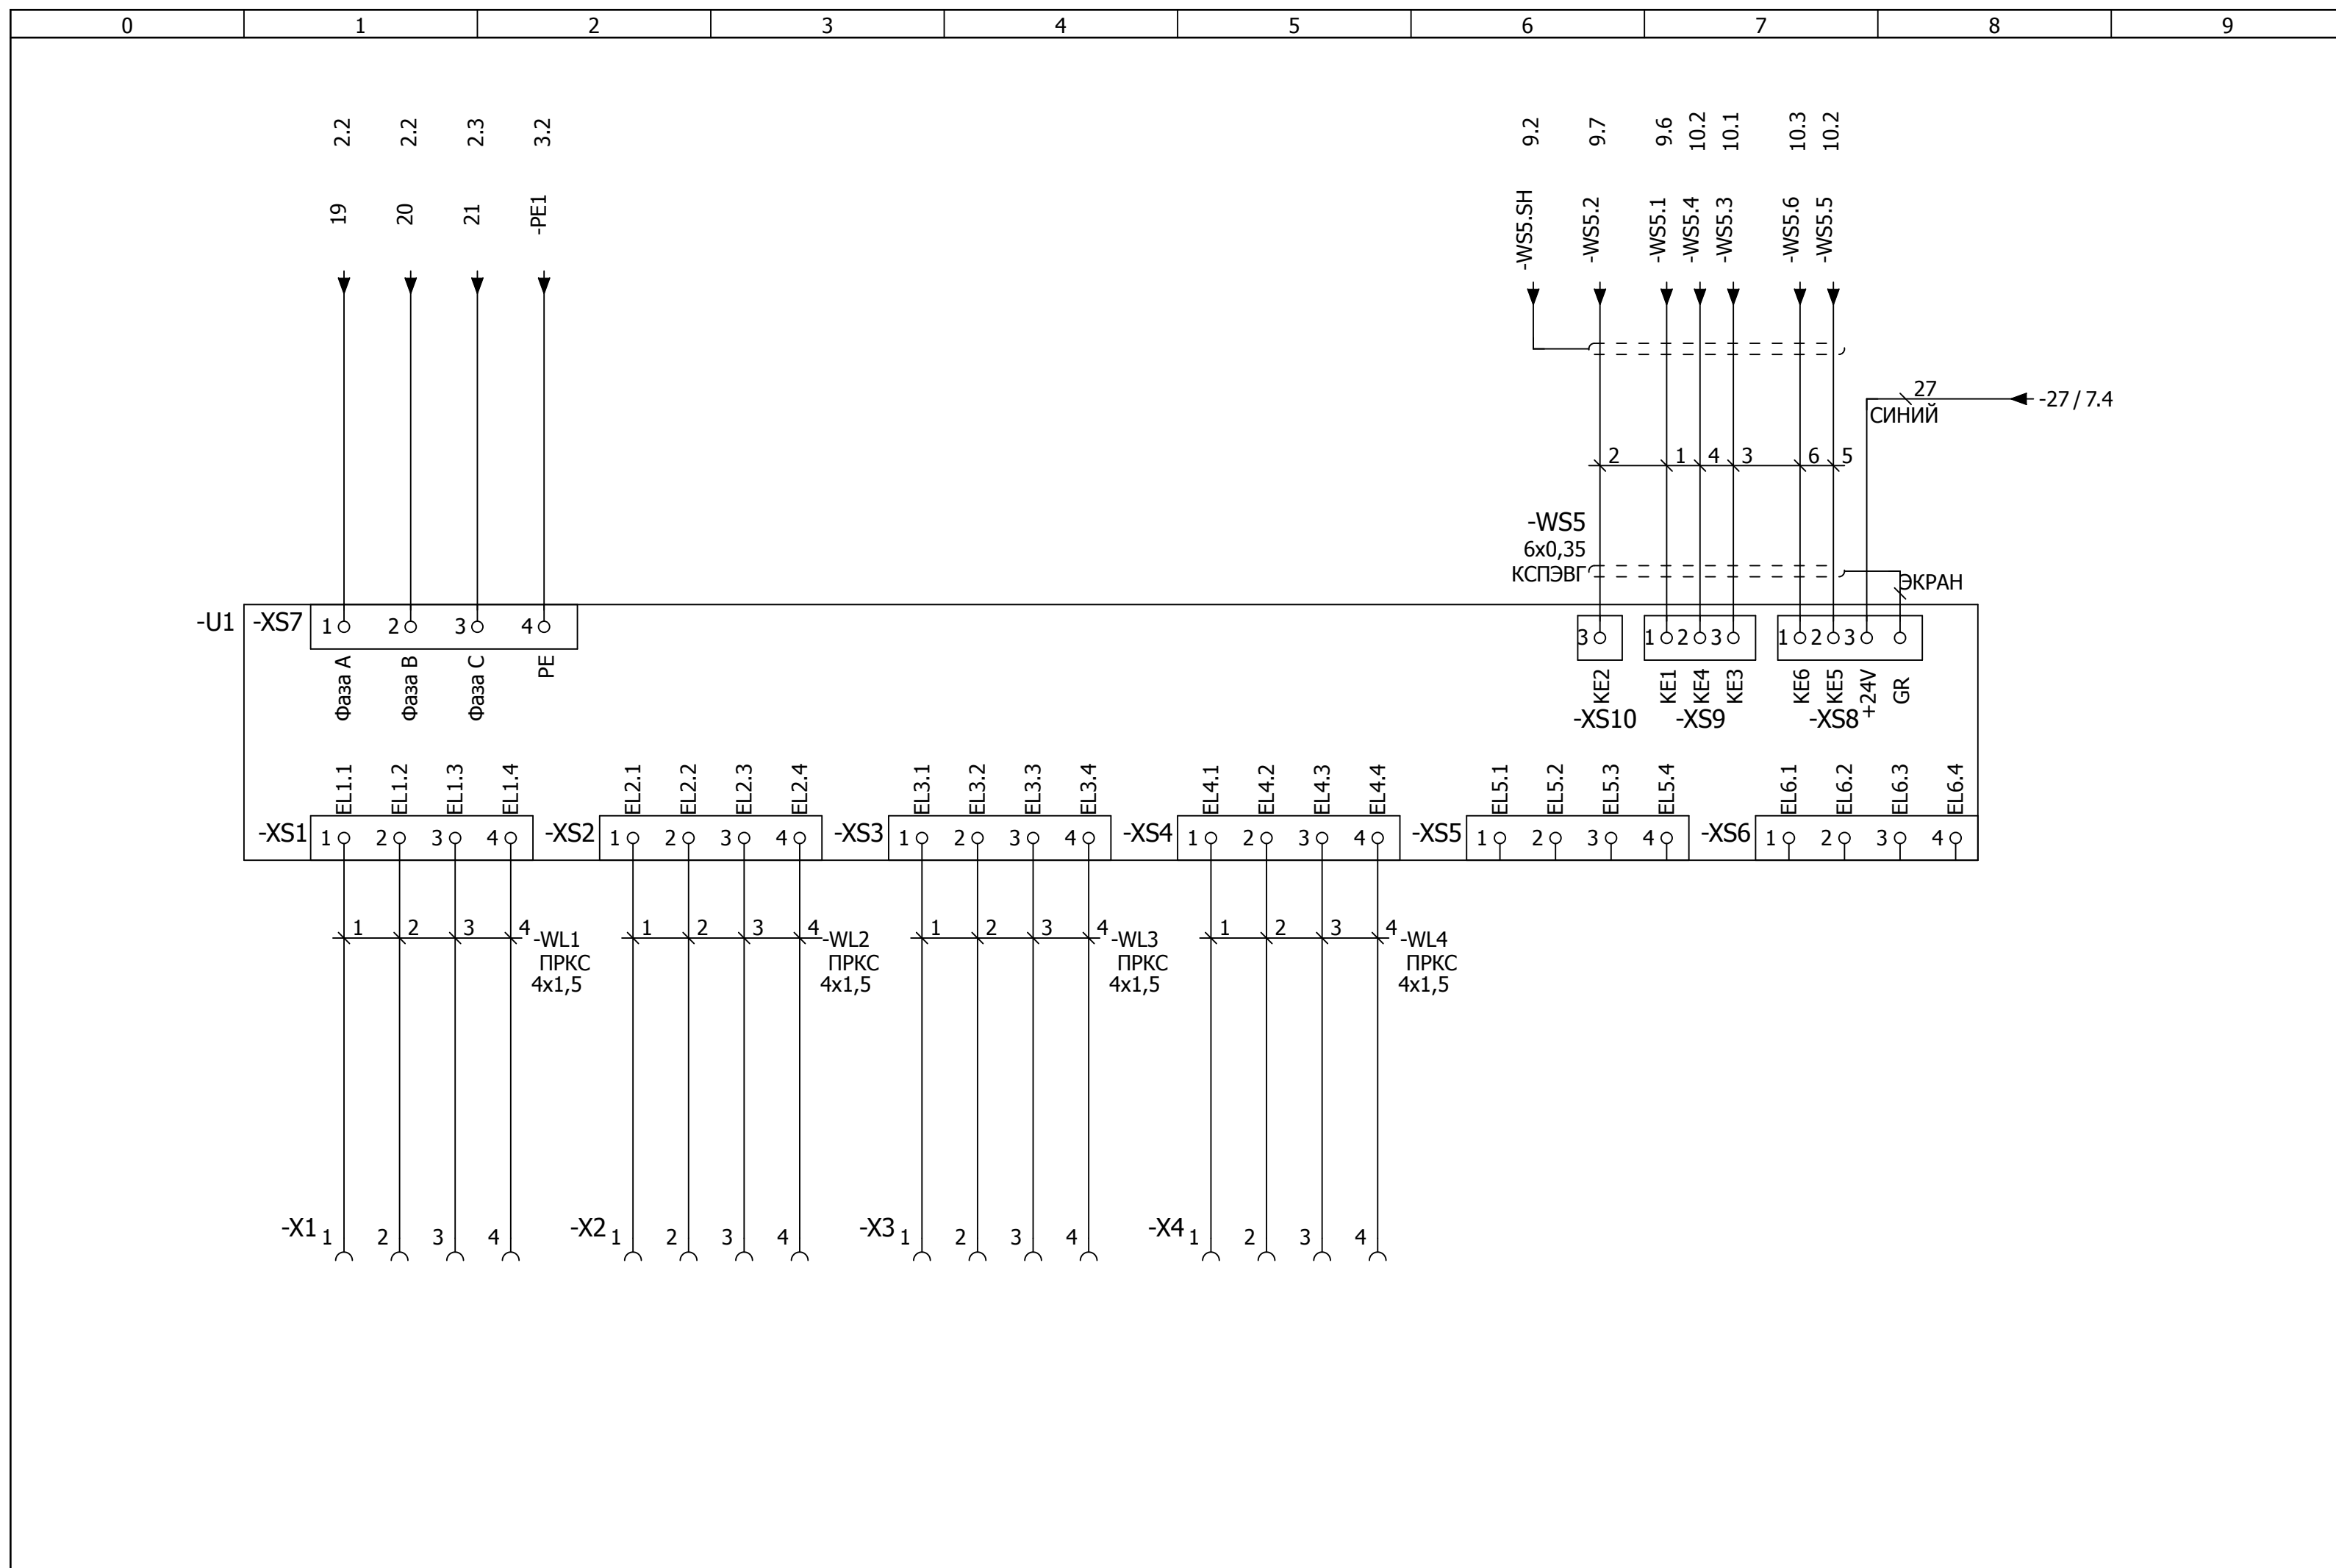 0 1 2 3 4 5 6 7 8 9
2.2 2.2 2.3 3.2 9.2 9.7 9.6 10.2 10.1 10.3 10.2
19 20 21 -PE1 -WS5.SH -WS5.2 -WS5.1 -WS5.4 -WS5.3 -WS5.6 -WS5.5
27 -27 / 7.4
СИНИЙ
2 1 4 3 6 5
-WS5
6х0,35
КСПЭВГ ЭКРАН
-U1 -XS7 1 2 3 4 3 1 2 3 1 2 3
Фаза А Фаза В Фаза С PE KE2 KE1 KE4 KE3 KE6 KE5 +24V GR
-XS10 -XS9 -XS8
EL1.1 EL1.2 EL1.3 EL1.4 EL2.1 EL2.2 EL2.3 EL2.4 EL3.1 EL3.2 EL3.3 EL3.4 EL4.1 EL4.2 EL4.3 EL4.4 EL5.1 EL5.2 EL5.3 EL5.4 EL6.1 EL6.2 EL6.3 EL6.4
-XS1 1 2 3 4 -XS2 1 2 3 4 -XS3 1 2 3 4 -XS4 1 2 3 4 -XS5 1 2 3 4 -XS6 1 2 3 4
1 2 3 4 -WL1 1 2 3 4 -WL2 1 2 3 4 -WL3 1 2 3 4 -WL4
ПРКС ПРКС ПРКС ПРКС
4х1,5 4х1,5 4х1,5 4х1,5
-X1 1 2 3 4 -X2 1 2 3 4 -X3 1 2 3 4 -X4 1 2 3 4